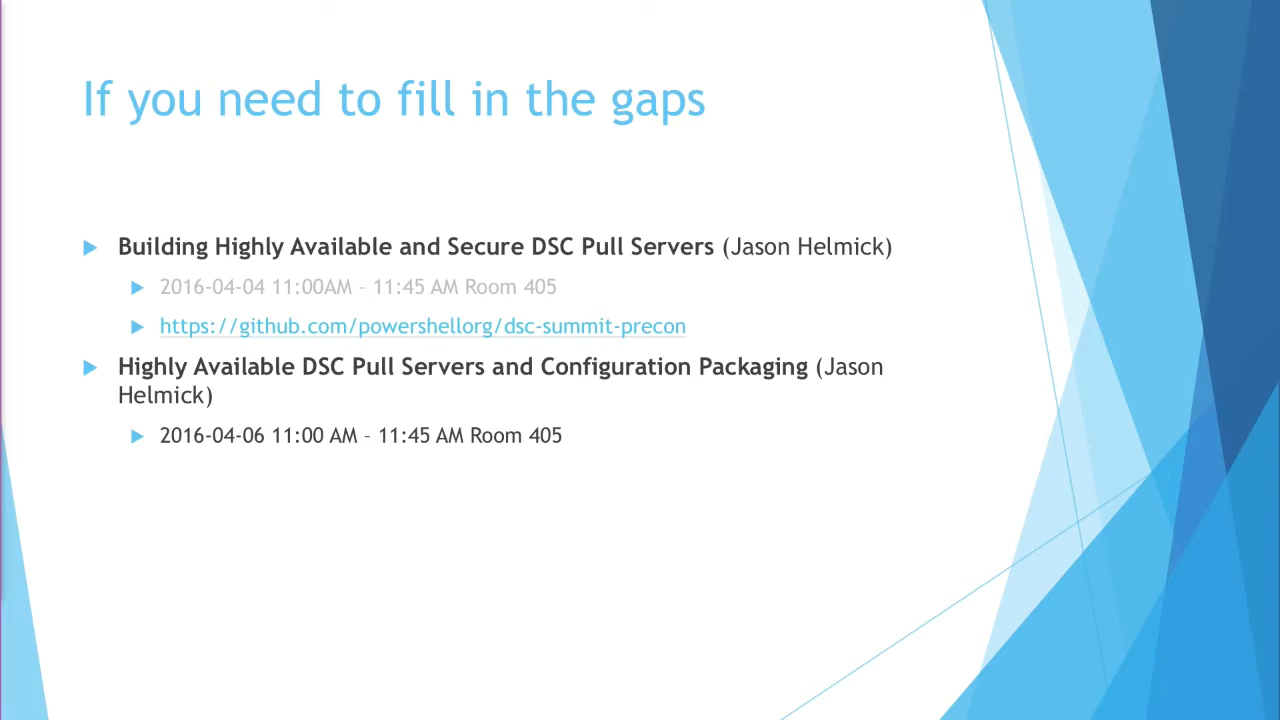 If you need to fill in the gaps
Building Highly Available and Secure DSC Pull Servers (Jason Helmick)
2016-04-04 11:00AM – 11:45 AM Room 405
https://github.com/powershellorg/dsc-summit-precon
Highly Available DSC Pull Servers and Configuration Packaging (Jason
Helmick)
2016-04-06 11:00 AM – 11:45 AM Room 405